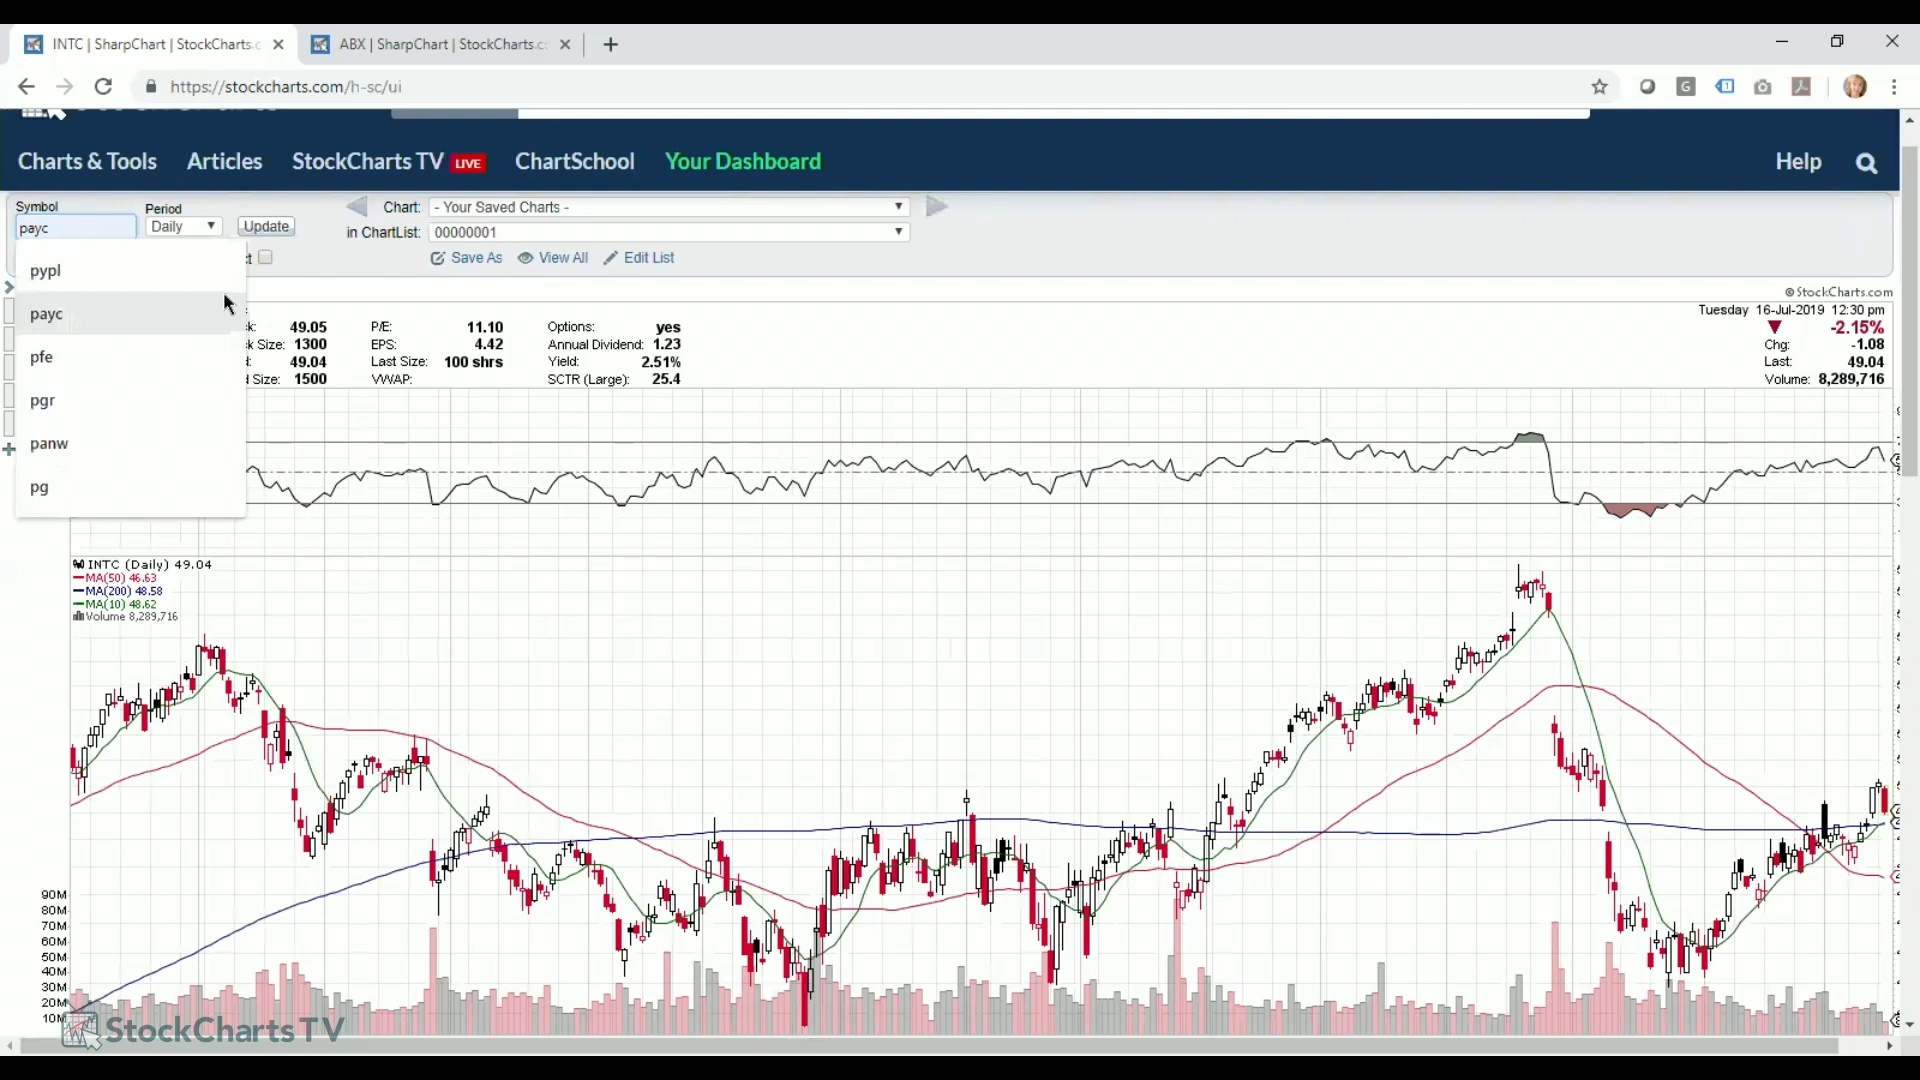 INTC | SharpChart | StockCharts.c
ABX | SharpChart | StockCharts.c
https://stockcharts.com/h-sc/ui
Charts & Tools
Articles
StockCharts TV LIVE
ChartSchool
Your Dashboard
Help
Symbol
Period
payc
Daily
Update
Chart: - Your Saved Charts -
in ChartList: 00000001
Save As
View All
Edit List
pypl
payc
pfe
pgr
panw
pg
49.05
k Size: 1300
49.04
Size: 1500
P/E: 11.10
EPS: 4.42
Last Size: 100 shrs
VWAP:
Options: yes
Annual Dividend: 1.23
Yield: 2.51%
SCTR (Large): 25.4
© StockCharts.com
Tuesday 16-Jul-2019 12:30 pm
-2.15%
Chg: -1.08
Last: 49.04
Volume: 8,289,716
INTC (Daily) 49.04
MA(50) 46.63
MA(200) 48.58
MA(10) 48.62
Volume 8,289,716
90M
80M
70M
60M
50M
40M
30M
20M
10M
StockCharts TV